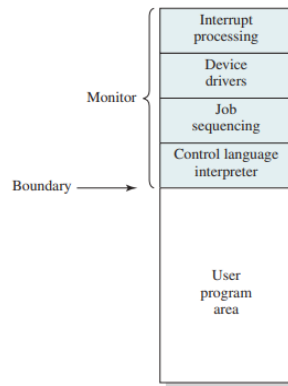 Interrupt
processing
Device
drivers
Monitor
Job
sequencing
Control language
interpreter
Boundary
User
program
area